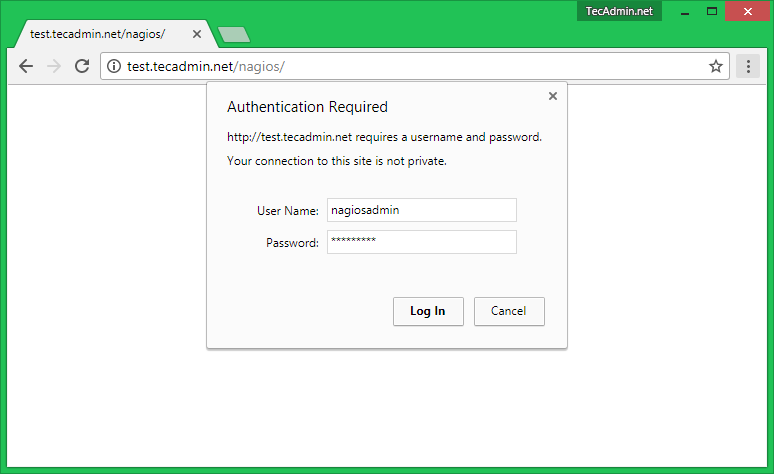 TecAdmin.net
test.tecadmin.net/nagios/
test.tecadmin.net/nagios/
Authentication Required
http://test.tecadmin.net requires a username and password.
Your connection to this site is not private.
User Name: nagiosadmin
Password: *********
Log In Cancel